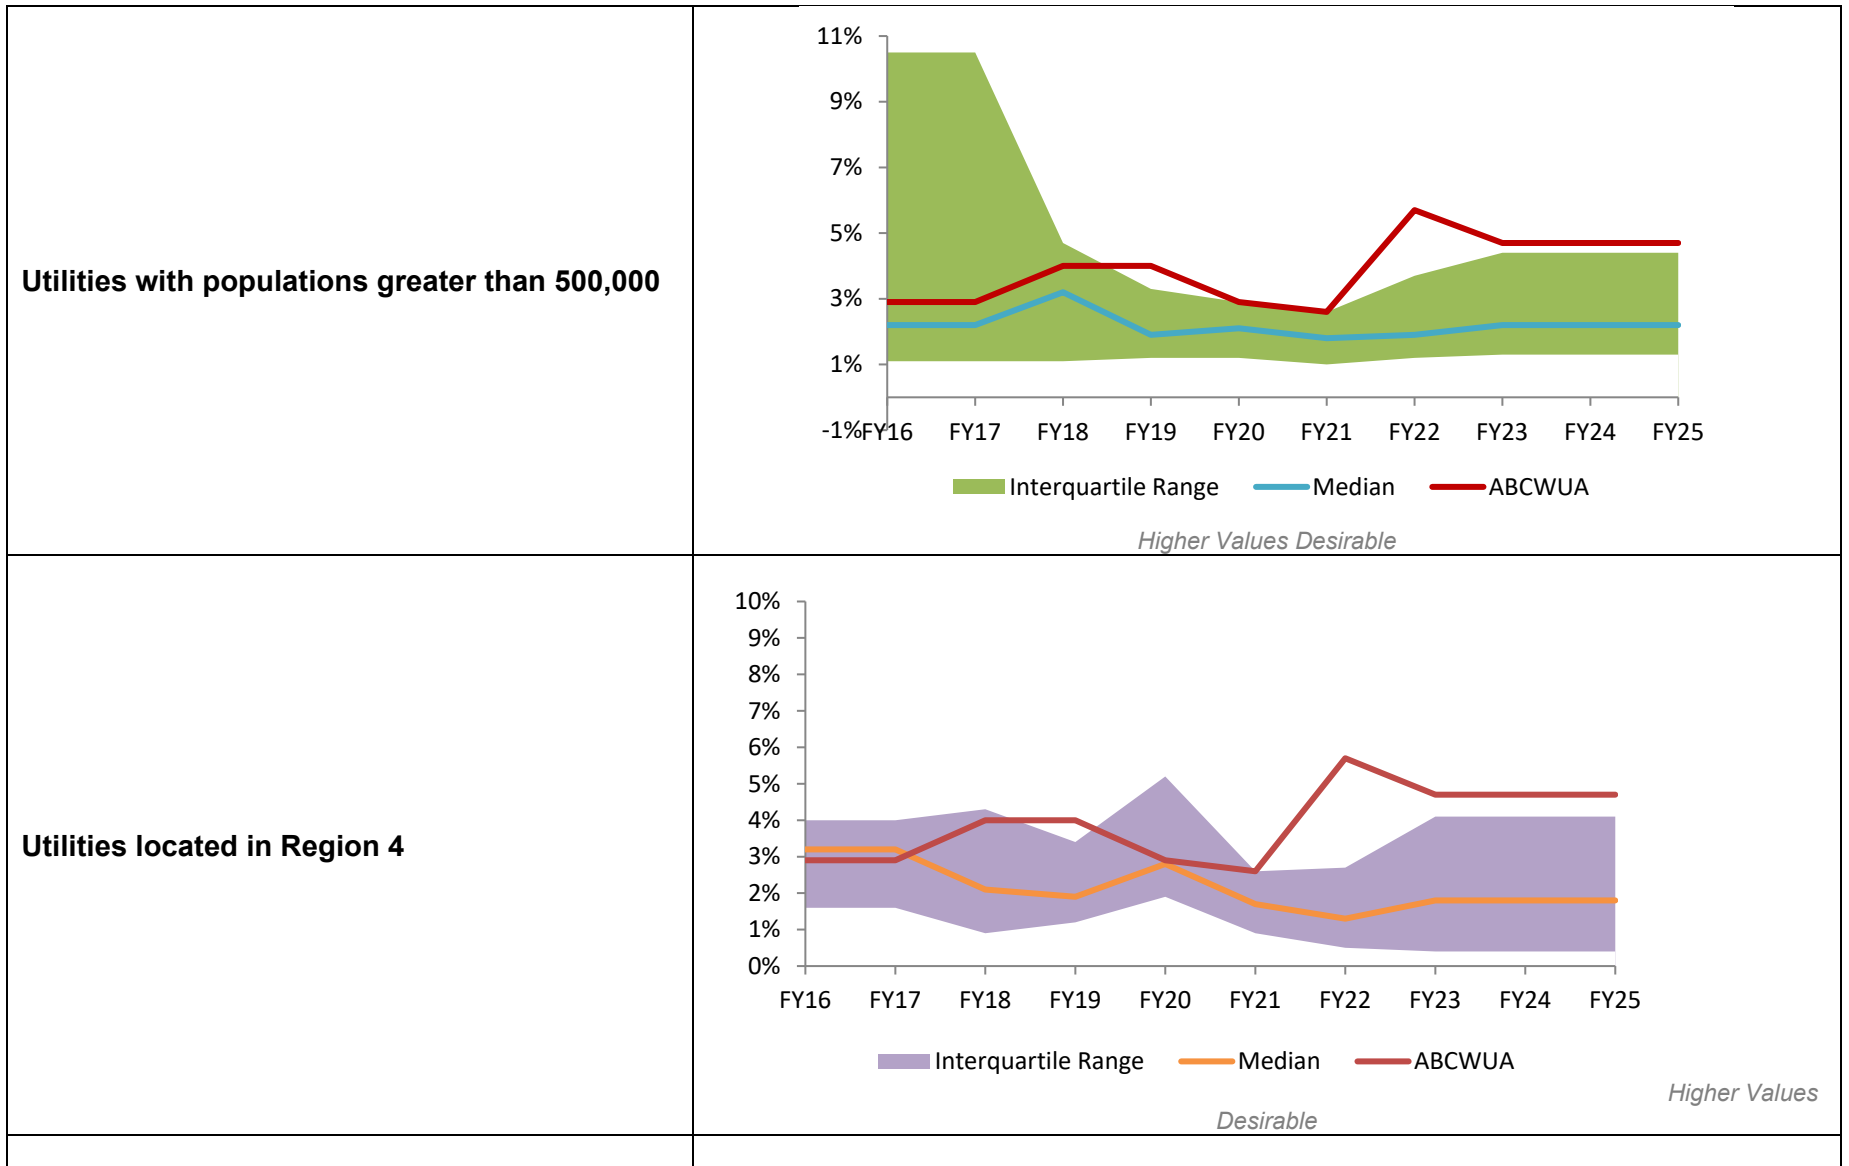 Utilities with populations greater than 500,000
11%
9%
7%
5%
3%
1%
-1%
FY16 FY17 FY18 FY19 FY20 FY21 FY22 FY23 FY24 FY25
Interquartile Range Median ABCWUA
Higher Values Desirable
Utilities located in Region 4
10%
9%
8%
7%
6%
5%
4%
3%
2%
1%
0%
FY16 FY17 FY18 FY19 FY20 FY21 FY22 FY23 FY24 FY25
Interquartile Range Median ABCWUA
Higher Values
Desirable